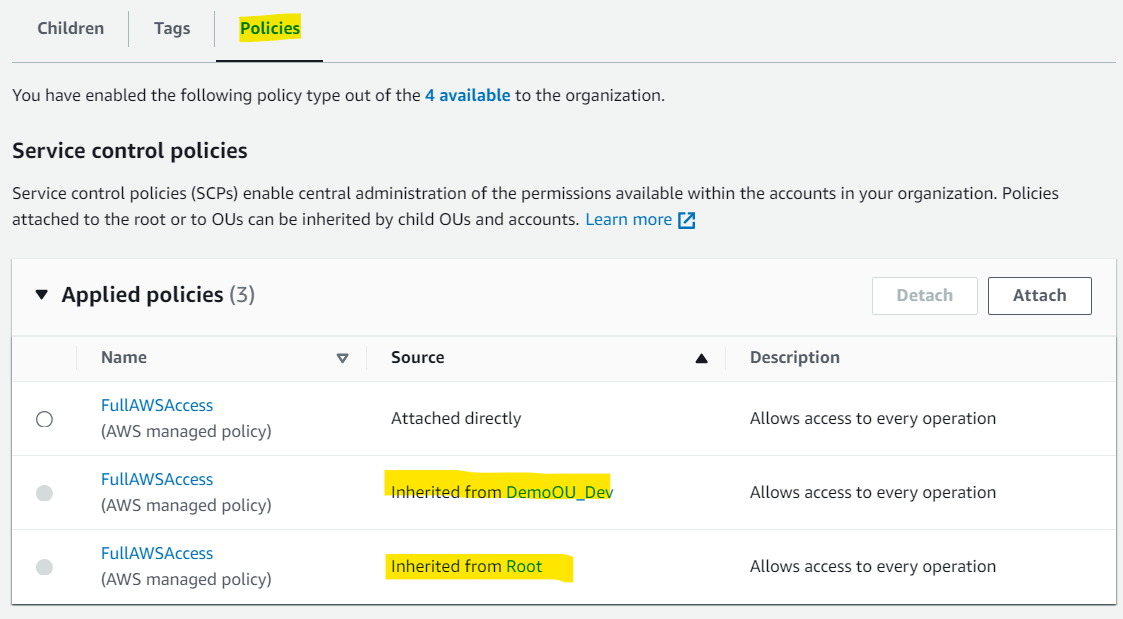 Children Tags Policies
You have enabled the following policy type out of the 4 available to the organization.
Service control policies
Service control policies (SCPs) enable central administration of the permissions available within the accounts in your organization. Policies
attached to the root or to OUs can be inherited by child OUs and accounts. Learn more
Applied policies (3) Detach Attach
Name Source Description
FullAWSAccess
(AWS managed policy)
Attached directly
Allows access to every operation
FullAWSAccess
(AWS managed policy)
Inherited from DemoOU_Dev
Allows access to every operation
FullAWSAccess
(AWS managed policy)
Inherited from Root
Allows access to every operation